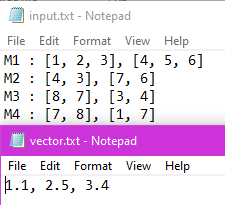 input.txt - Notepad
File Edit Format View Help
M1 : [1, 2, 3], [4, 5, 6]
M2 : [4, 3], [7, 6]
M3 : [8, 7], [3, 4]
M4 : [7, 8], [1, 7]
vector.txt - Notepad
File Edit Format View Help
1.1, 2.5, 3.4